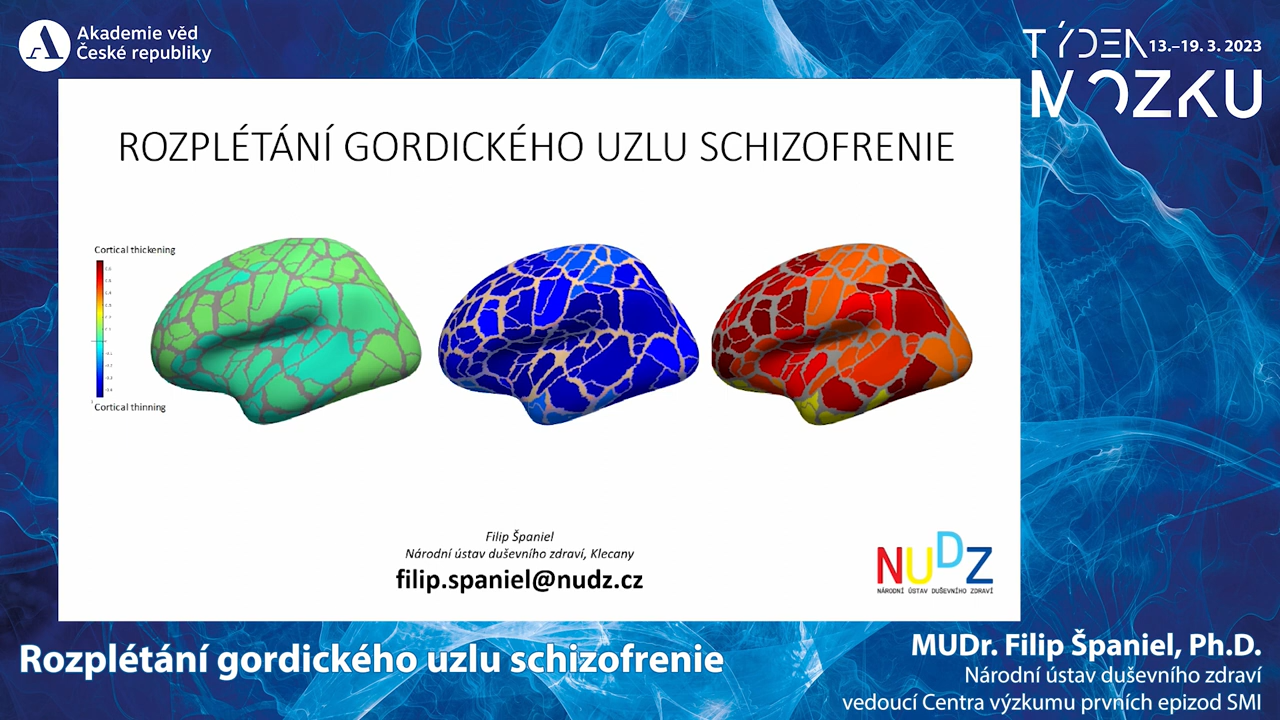 Akademie věd
České republiky
TÝDEN
13.–19. 3. 2023
MOZKU
ROZPLÉTÁNÍ GORDICKÉHO UZLU SCHIZOFRENIE
Cortical thickening
Cortical thinning
Filip Španiel
Národní ústav duševního zdraví, Klecany
filip.spaniel@nudz.cz
NUDZ
NÁRODNÍ ÚSTAV DUŠEVNÍHO ZDRAVÍ
Rozplétání gordického uzlu schizofrenie
MUDr. Filip Španiel, Ph.D.
Národní ústav duševního zdraví
vedoucí Centra výzkumu prvních epizod SMI